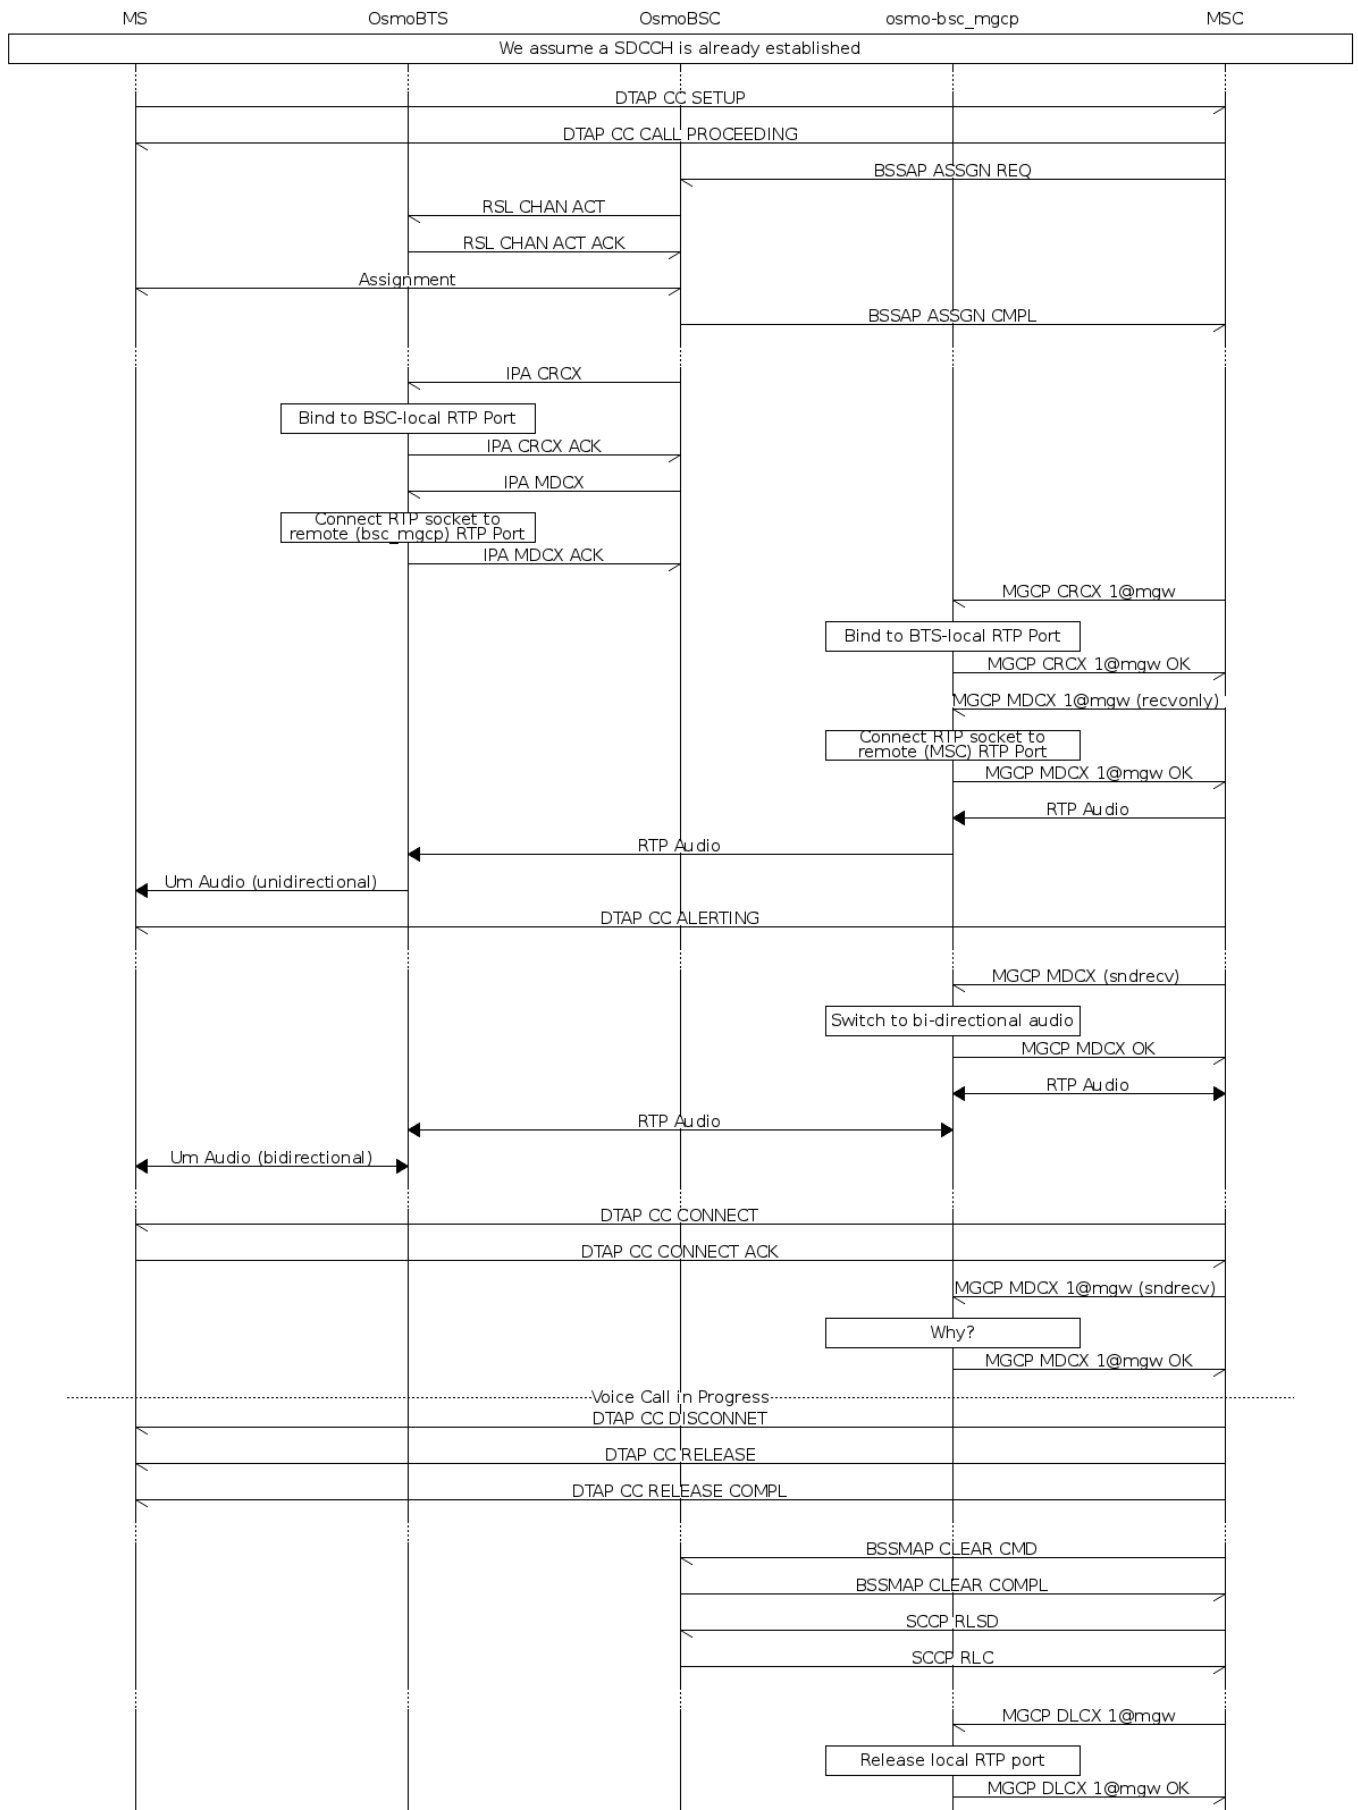 MS OsmoBTS OsmoBSC osmo-bsc_mgcp MSC
We assume a SDCCH is already established
DTAP CC SETUP
DTAP CC CALL PROCEEDING
BSSAP ASSGN REQ
RSL CHAN ACT
RSL CHAN ACT ACK
Assignment
BSSAP ASSGN CMPL
IPA CRCX
Bind to BSC-local RTP Port
IPA CRCX ACK
IPA MDCX
Connect RTP socket to
remote (bsc_mgcp) RTP Port
IPA MDCX ACK
MGCP CRCX 1@mgw
Bind to BTS-local RTP Port
MGCP CRCX 1@mgw OK
MGCP MDCX 1@mgw (recvonly)
Connect RTP socket to
remote (MSC) RTP Port
MGCP MDCX 1@mgw OK
RTP Audio
RTP Audio
Um Audio (unidirectional)
DTAP CC ALERTING
MGCP MDCX (sndrecv)
Switch to bi-directional audio
MGCP MDCX OK
RTP Audio
RTP Audio
Um Audio (bidirectional)
DTAP CC CONNECT
DTAP CC CONNECT ACK
MGCP MDCX 1@mgw (sndrecv)
Why?
MGCP MDCX 1@mgw OK
Voice Call in Progress
DTAP CC DISCONNET
DTAP CC RELEASE
DTAP CC RELEASE COMPL
BSSMAP CLEAR CMD
BSSMAP CLEAR COMPL
SCCP RLSD
SCCP RLC
MGCP DLCX 1@mgw
Release local RTP port
MGCP DLCX 1@mgw OK